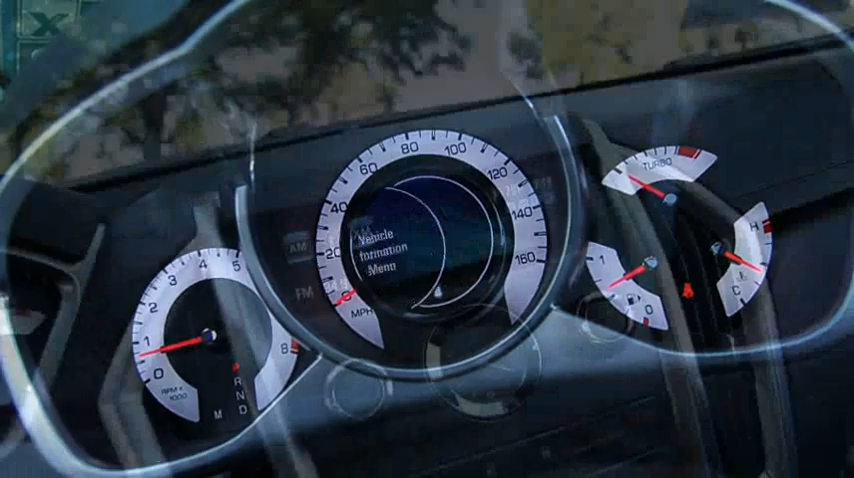 80
60
100
40
120
20
140
160
MPH
Vehicle
Information
Menu
TURBO
H
C
1
0
5
4
3
2
1
0
8
RPM x
1000
M
R
N
D
AM
FM